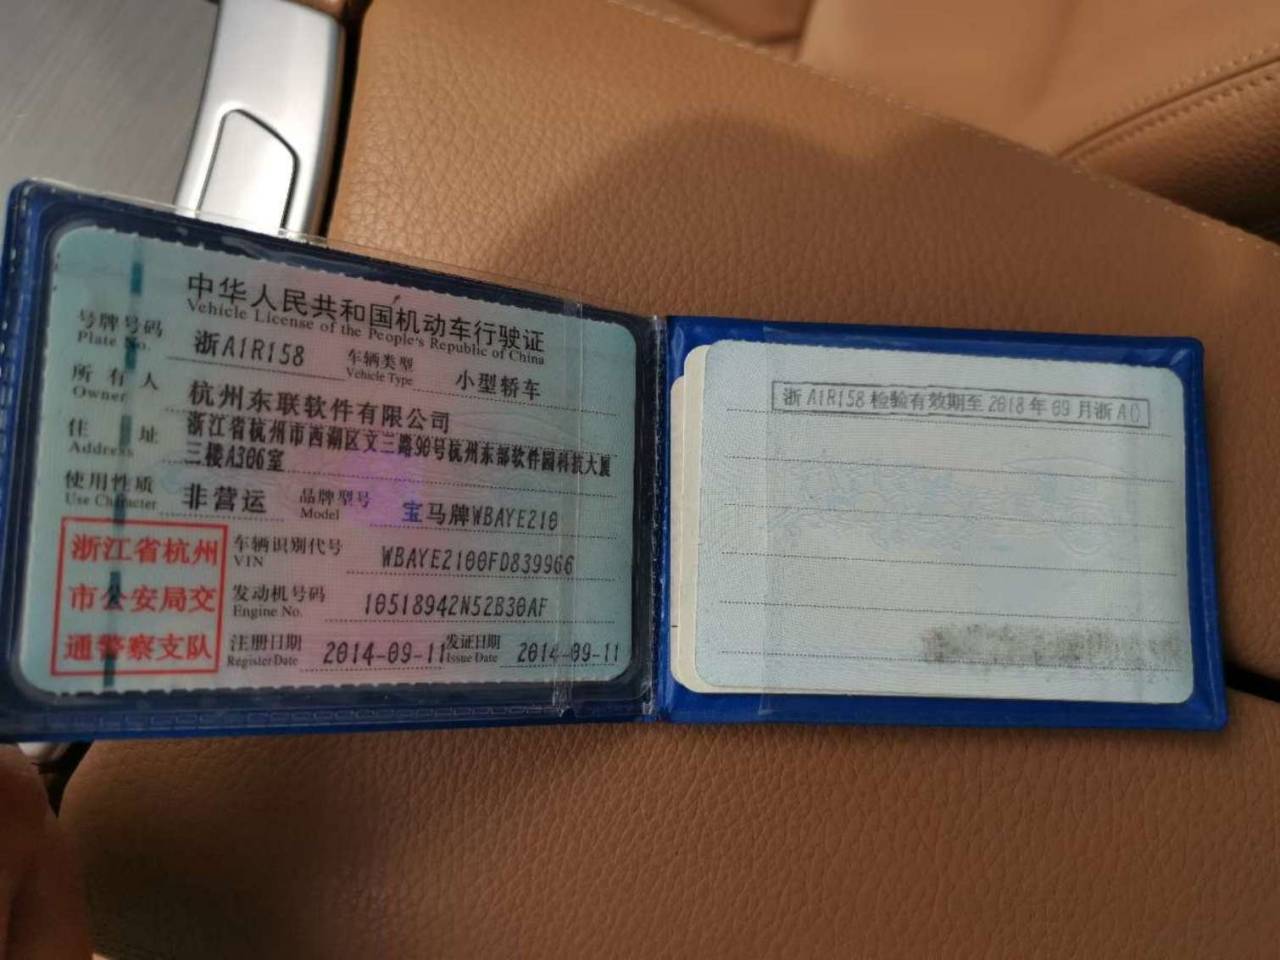 中华人民共和国机动车行驶证
Vehicle License of the People's Republic of China
号牌号码 浙A1R158 车辆类型 小型轿车
Plate No. Vehicle Type
所有人 杭州东联软件有限公司
Owner
住址 浙江省杭州市西湖区文三路90号杭州东部软件园科技大厦
Address 三楼A306室
使用性质 非营运 品牌型号 宝马牌WBAYE210
Use Character Model
浙江省杭州
市公安局交
通警察支队
车辆识别代号 WBAYE2100FD839966
VIN
发动机号码 10518942N52B30AF
Engine No.
注册日期 2014-09-11 发证日期 2014-09-11
Register Date Issue Date
浙A1R158检验有效期至2018年09月浙A